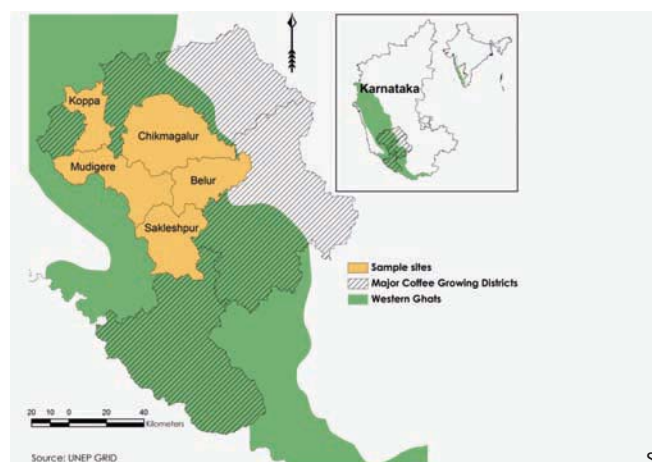 Karnataka
Koppa
Chikmagalur
Mudigere
Belur
Sakleshpur
Sample sites
Major Coffee Growing Districts
Western Ghats
20 10 0 20 40
Kilometers
Source: UNEP GRID
S